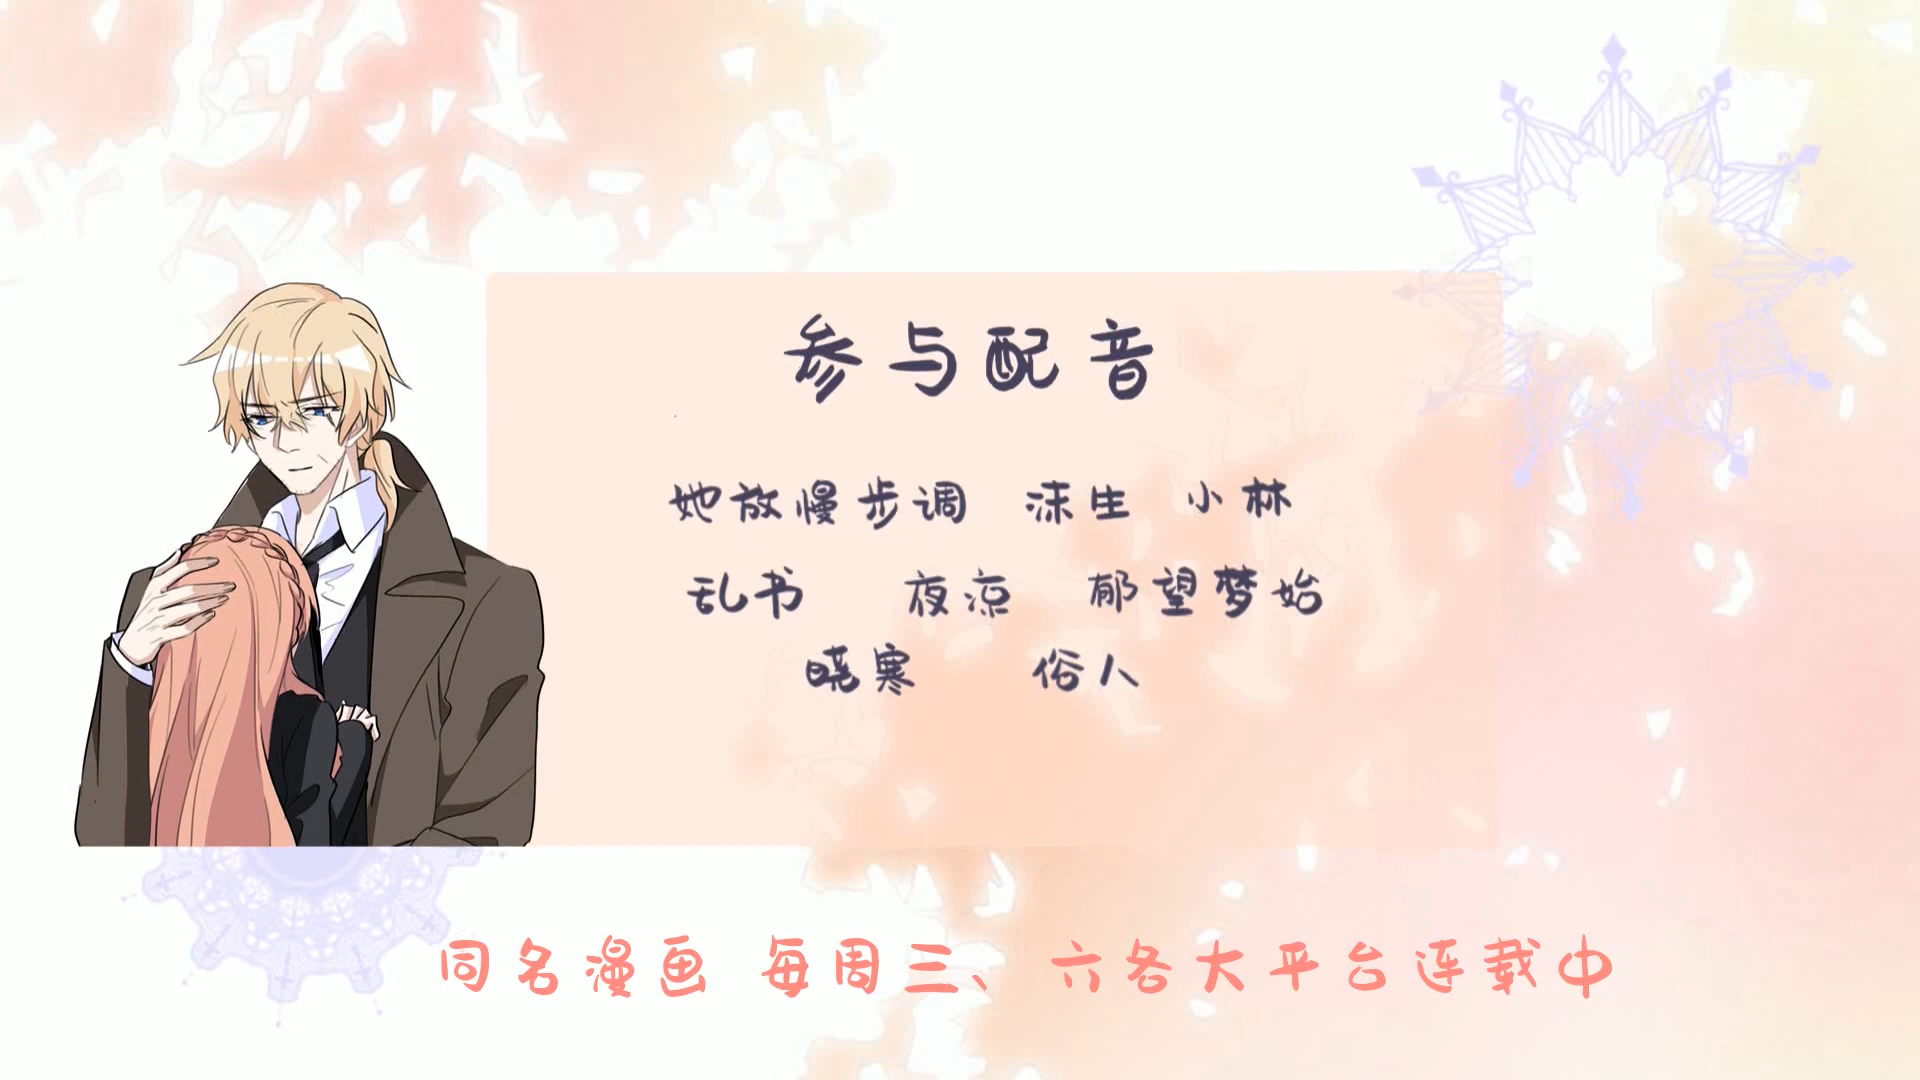 参与配音
她放慢步调 沫生 小林
乱书 夜凉 郁望梦始
晓寒 俗人
同名漫画 每周三、六各大平台连载中